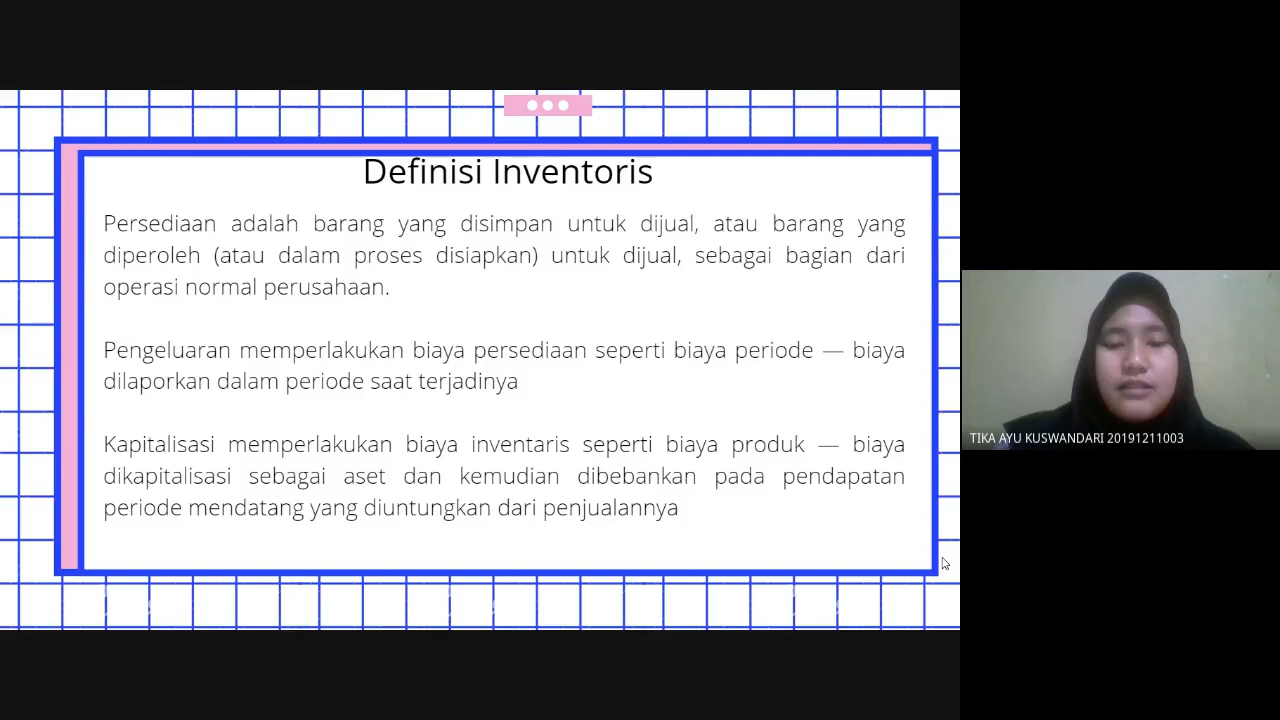 Definisi Inventoris
Persediaan adalah barang yang disimpan untuk dijual, atau barang yang
diperoleh (atau dalam proses disiapkan) untuk dijual, sebagai bagian dari
operasi normal perusahaan.
Pengeluaran memperlakukan biaya persediaan seperti biaya periode — biaya
dilaporkan dalam periode saat terjadinya
Kapitalisasi memperlakukan biaya inventaris seperti biaya produk — biaya
dikapitalisasi sebagai aset dan kemudian dibebankan pada pendapatan
periode mendatang yang diuntungkan dari penjualannya
TIKA AYU KUSWANDARI 20191211003